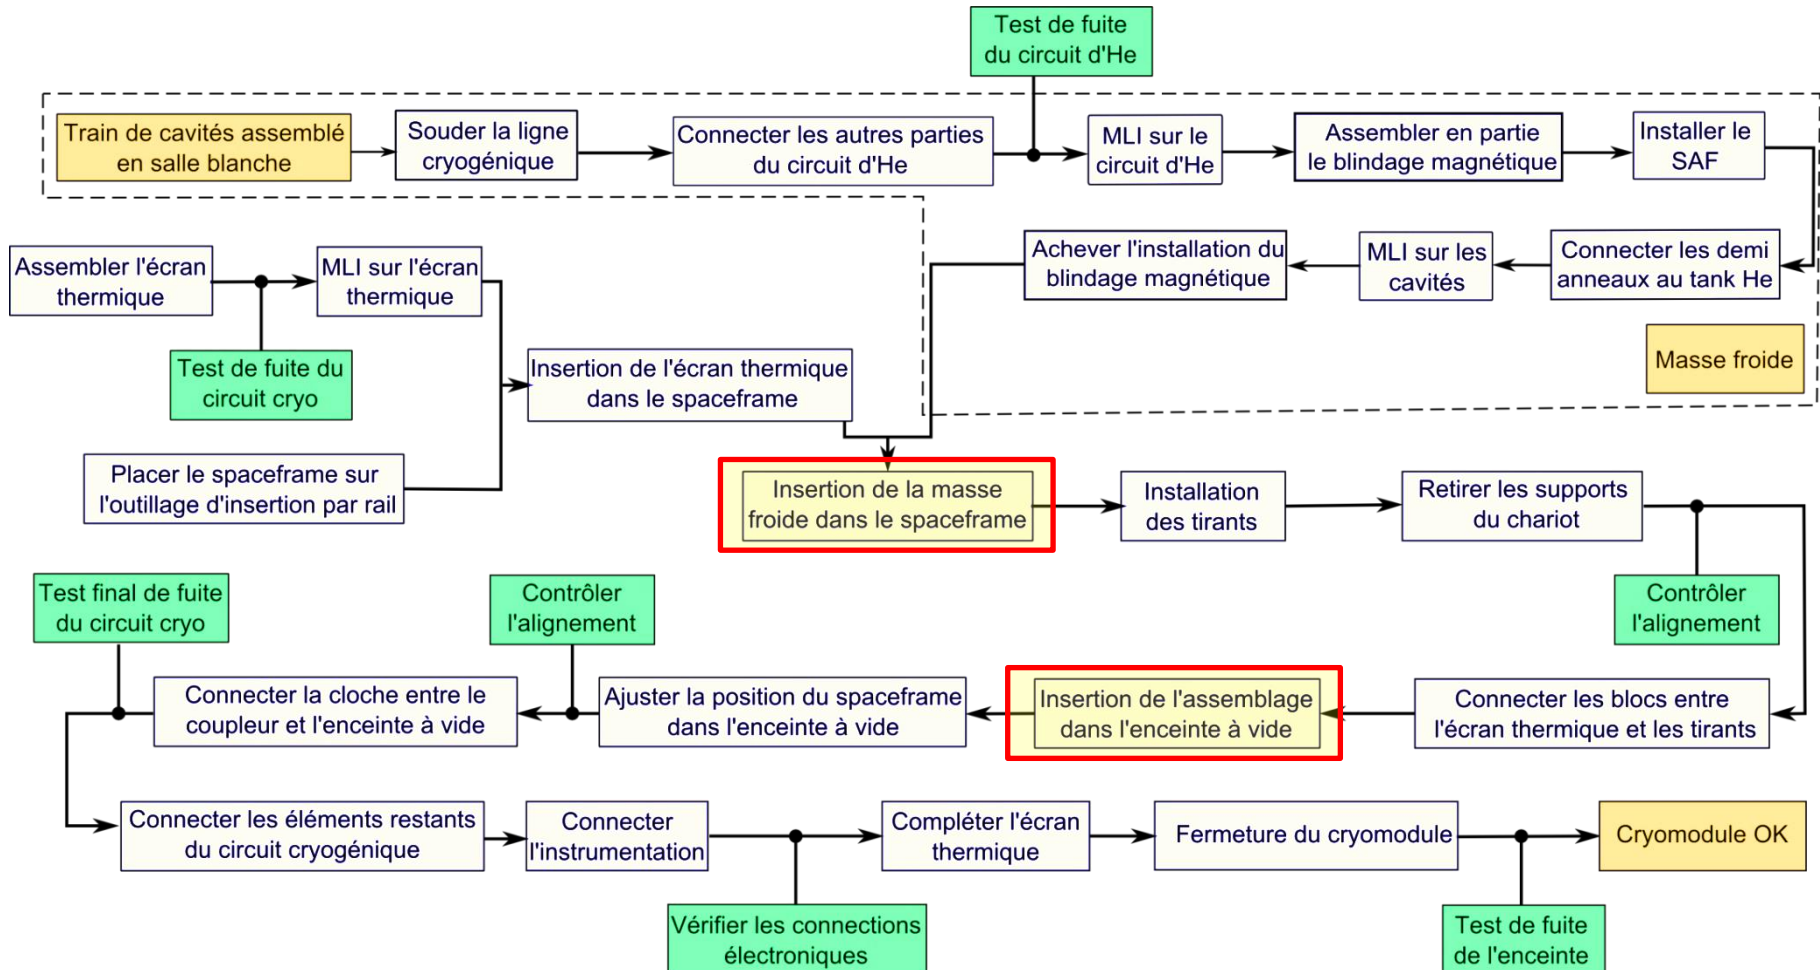 Test de fuite
du circuit d'He
Train de cavités assemblé
en salle blanche
Souder la ligne
cryogénique
Connecter les autres parties
du circuit d'He
MLI sur le
circuit d'He
Assembler en partie
le blindage magnétique
Installer le
SAF
Assembler l'écran
thermique
MLI sur l'écran
thermique
Achever l'installation du
blindage magnétique
MLI sur les
cavités
Connecter les demi
anneaux au tank He
Test de fuite du
circuit cryo
Insertion de l'écran thermique
dans le spaceframe
Masse froide
Placer le spaceframe sur
l'outillage d'insertion par rail
Insertion de la masse
froide dans le spaceframe
Installation
des tirants
Retirer les supports
du chariot
Test final de fuite
du circuit cryo
Contrôler
l'alignement
Contrôler
l'alignement
Connecter la cloche entre le
coupleur et l'enceinte à vide
Ajuster la position du spaceframe
dans l'enceinte à vide
Insertion de l'assemblage
dans l'enceinte à vide
Connecter les blocs entre
l'écran thermique et les tirants
Connecter les éléments restants
du circuit cryogénique
Connecter
l'instrumentation
Compléter l'écran
thermique
Fermeture du cryomodule
Cryomodule OK
Vérifier les connections
électroniques
Test de fuite
de l'enceinte